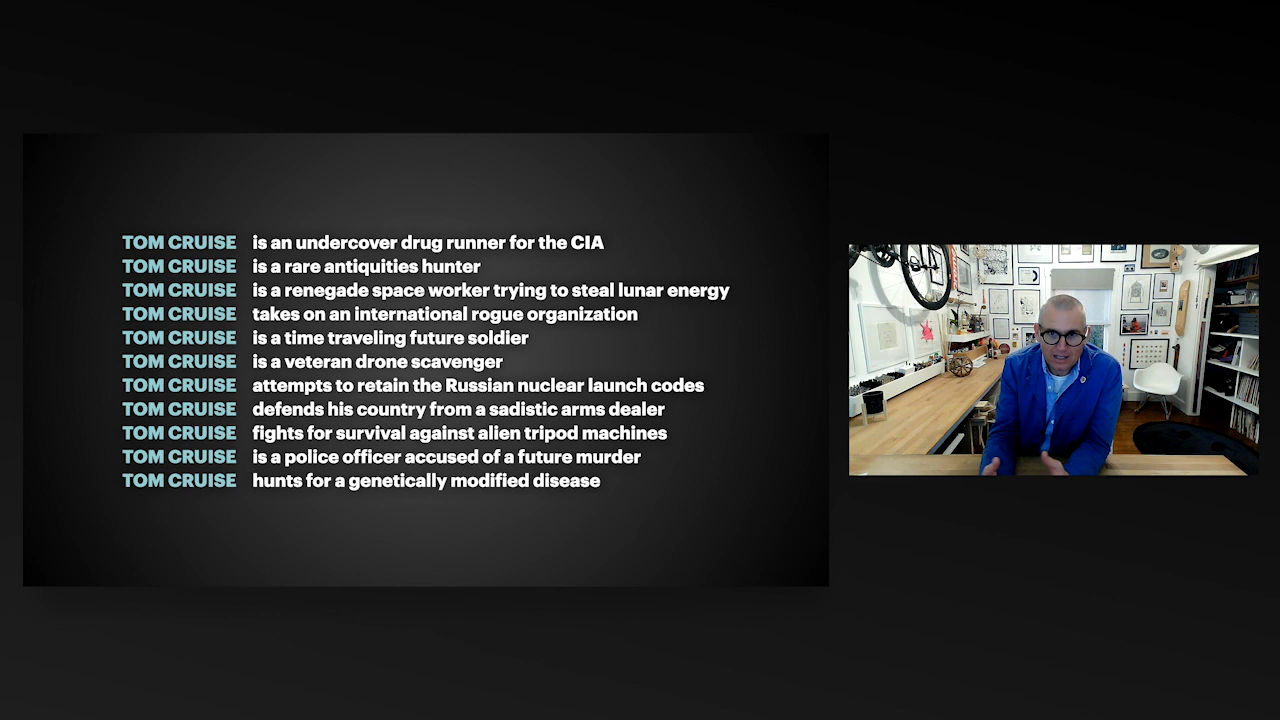 TOM CRUISE is an undercover drug runner for the CIA
TOM CRUISE is a rare antiquities hunter
TOM CRUISE is a renegade space worker trying to steal lunar energy
TOM CRUISE takes on an international rogue organization
TOM CRUISE is a time traveling future soldier
TOM CRUISE is a veteran drone scavenger
TOM CRUISE attempts to retain the Russian nuclear launch codes
TOM CRUISE defends his country from a sadistic arms dealer
TOM CRUISE fights for survival against alien tripod machines
TOM CRUISE is a police officer accused of a future murder
TOM CRUISE hunts for a genetically modified disease